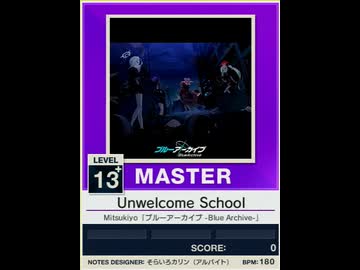 ブルーアーカイブ
BlueArchive
LEVEL
13+
MASTER
Unwelcome School
Mitsukiyo「ブルーアーカイブ -Blue Archive-」
SCORE: 0
NOTES DESIGNER: そらいろカリン（アルバイト） BPM: 180